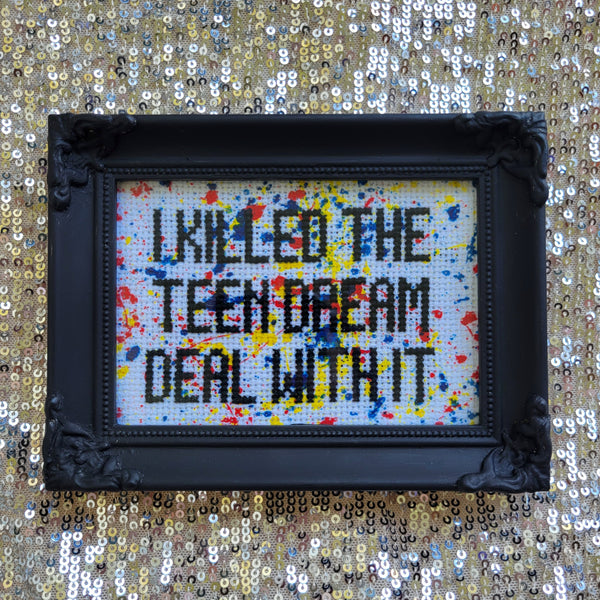 I KILLED THE
TEEN DREAM
DEAL WITH IT